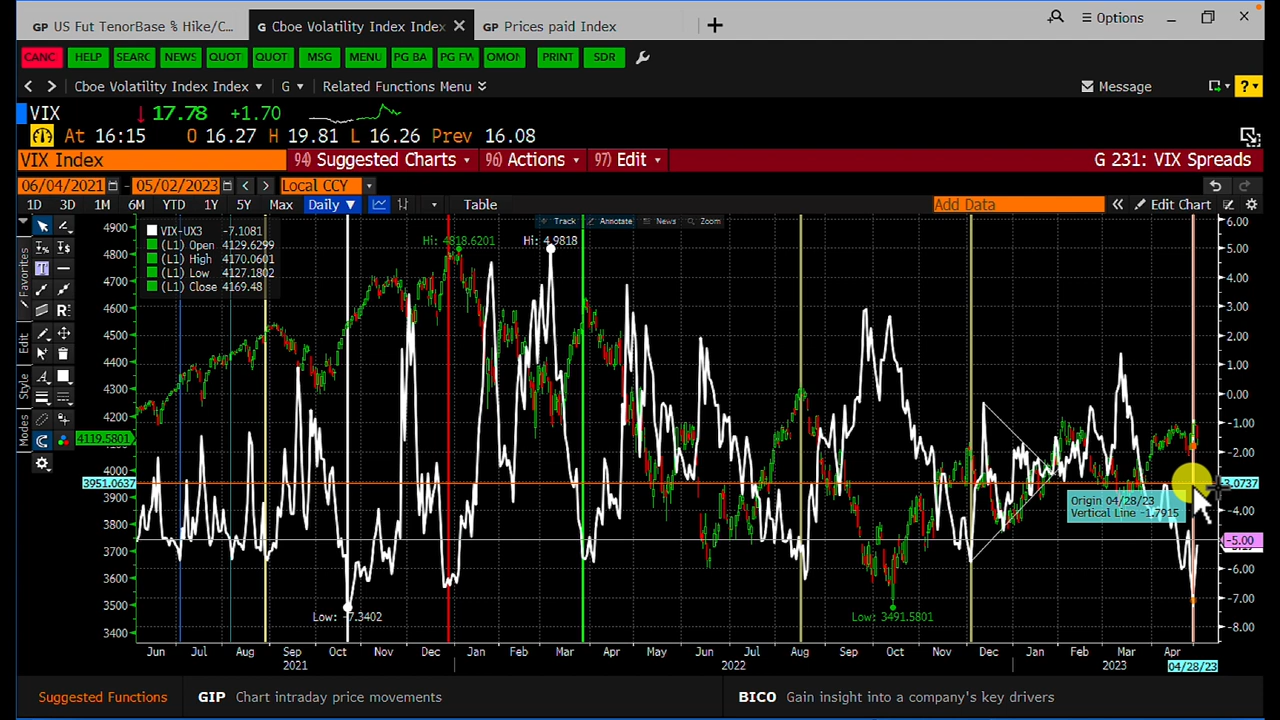 GP US Fut TenorBase % Hike/C...
G Cboe Volatility Index Index
GP Prices paid Index
Options
CANC HELP SEARC NEWS QUOT QUOT MSG MENU PG BA PG FW OMON PRINT SDR
Cboe Volatility Index Index G Related Functions Menu Message ?
VIX 17.78 +1.70
At 16:15 O 16.27 H 19.81 L 16.26 Prev 16.08
VIX Index 94) Suggested Charts 96) Actions 97) Edit G 231: VIX Spreads
06/04/2021 - 05/02/2023 Local CCY
1D 3D 1M 6M YTD 1Y 5Y Max Daily Table Add Data Edit Chart
Track Annotate News Zoom
Favorites
Edit
Style
Modes
VIX-UX3 -7.1081
(L1) Open 4129.6299
(L1) High 4170.0601
(L1) Low 4127.1802
(L1) Close 4169.48
Hi: 4818.6201
Hi: 4.9818
4900
4800
4700
4600
4500
4400
4300
4200
4119.5801
4000
3951.0637
3900
3800
3700
3600
3500
3400
6.00
5.00
4.00
3.00
2.00
1.00
0.00
-1.00
-2.00
-3.0737
-4.00
-5.00
-6.00
-7.00
-8.00
Origin 04/28/23
Vertical Line -1.7915
Low: -7.3402
Low: 3491.5801
Jun Jul Aug Sep Oct Nov Dec Jan Feb Mar Apr May Jun Jul Aug Sep Oct Nov Dec Jan Feb Mar Apr
2021 2022 2023 04/28/23
Suggested Functions GIP Chart intraday price movements BICO Gain insight into a company's key drivers